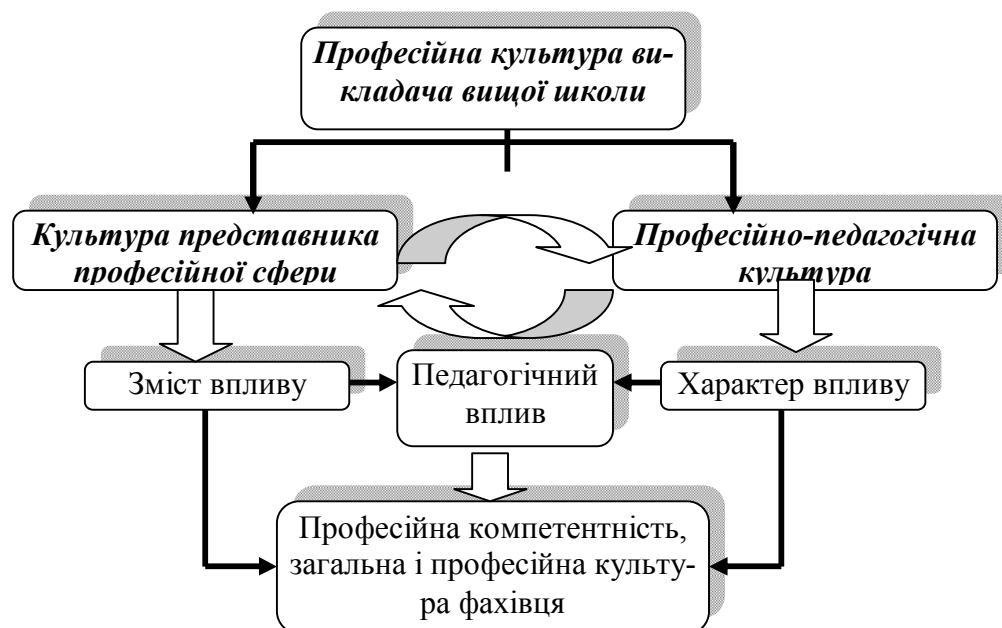 Професійна культура ви-
кладача вищої школи
Культура представника
професійної сфери
Професійно-педагогічна
культура
Зміст впливу
Педагогічний
вплив
Характер впливу
Професійна компетентність,
загальна і професійна культу-
ра фахівця